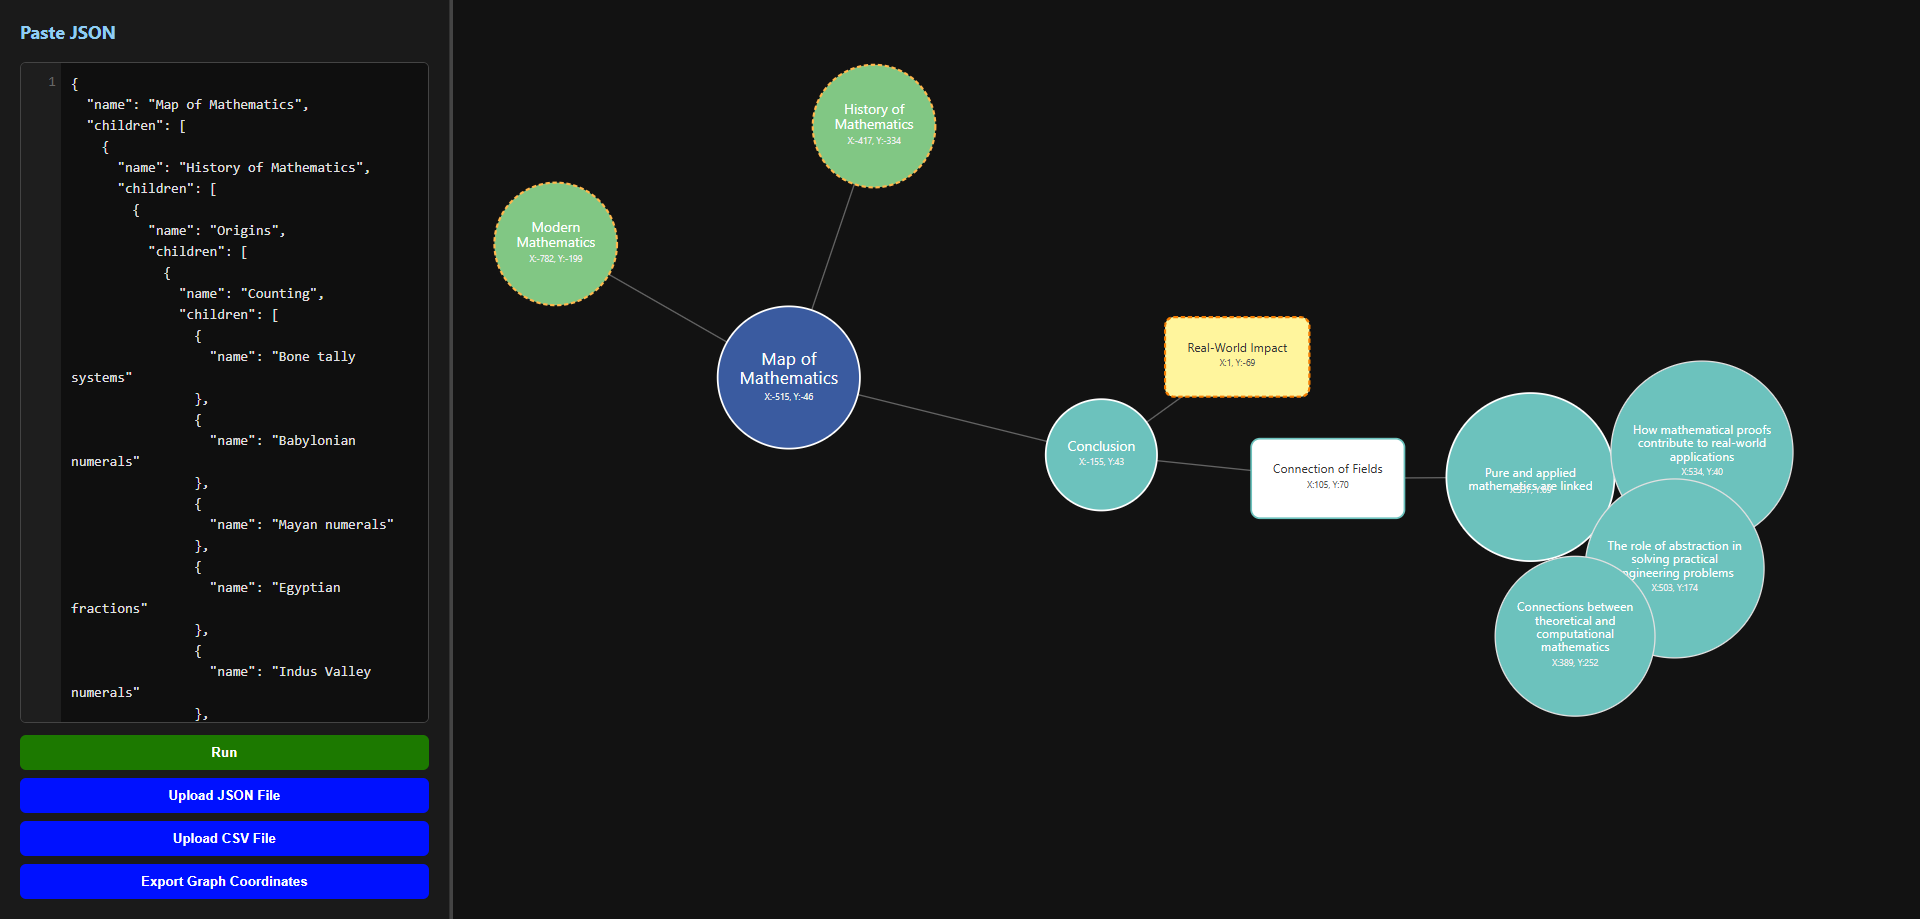 Paste JSON
1
{
"name": "Map of Mathematics",
"children": [
{
"name": "History of Mathematics",
"children": [
{
"name": "Origins",
"children": [
{
"name": "Counting",
"children": [
{
"name": "Bone tally
systems"
},
{
"name": "Babylonian
numerals"
},
{
"name": "Mayan numerals"
},
{
"name": "Egyptian
fractions"
},
{
"name": "Indus Valley
numerals"
},
Run
Upload JSON File
Upload CSV File
Export Graph Coordinates
History of
Mathematics
X:-417, Y:-334
Modern
Mathematics
X:-782, Y:-199
Map of
Mathematics
X:-515, Y:-46
Real-World Impact
X:1, Y:-69
Conclusion
X:-155, Y:43
Connection of Fields
X:105, Y:70
Pure and applied
mathematics are linked
How mathematical proofs
contribute to real-world
applications
X:534, Y:40
The role of abstraction in
solving practical
ngineering problems
X:503, Y:174
Connections between
theoretical and
computational
mathematics
X:389, Y:252